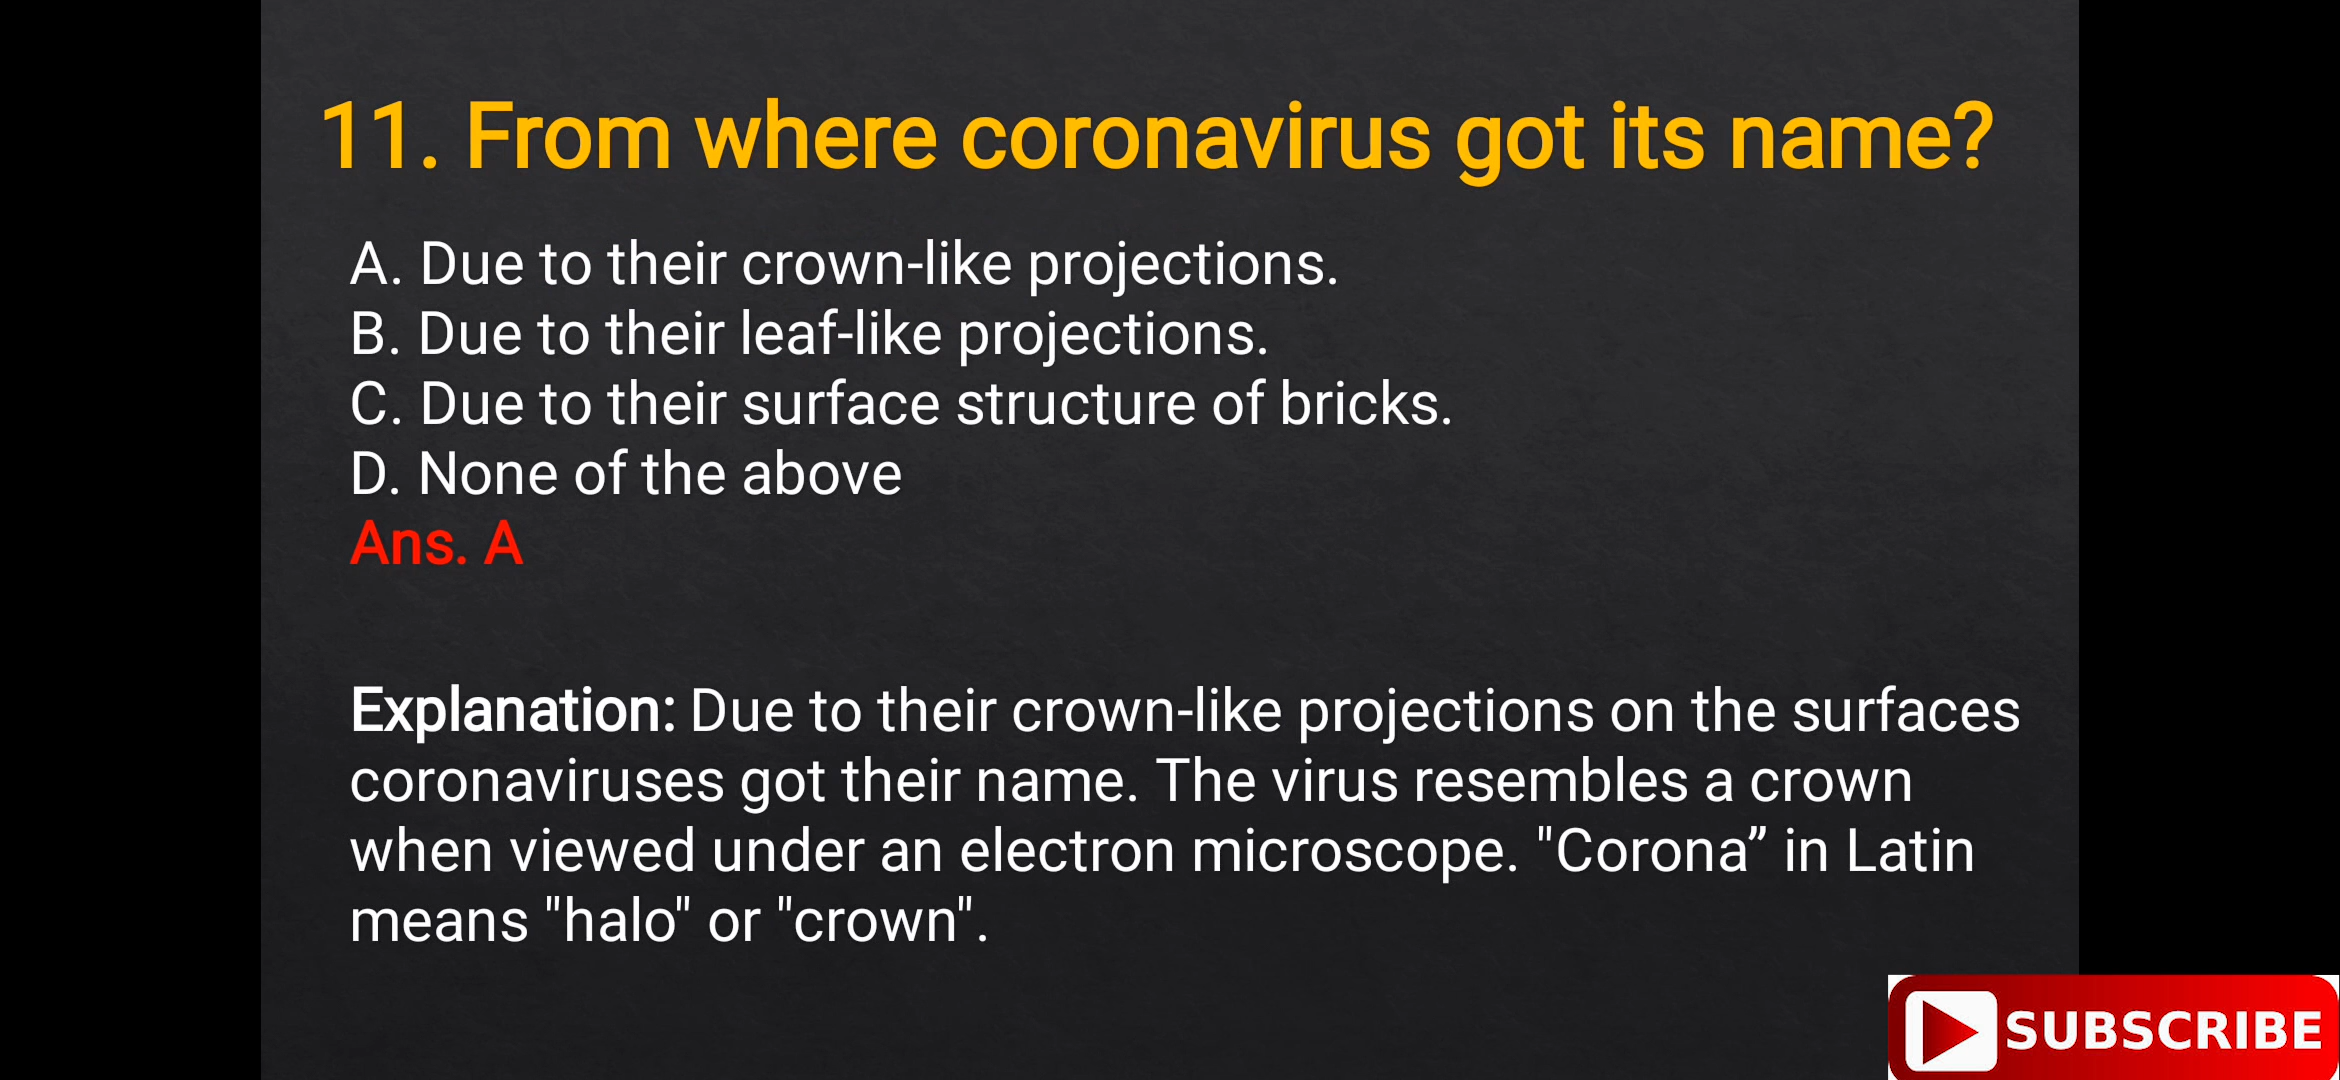 11. From where coronavirus got its name?
A. Due to their crown-like projections.
B. Due to their leaf-like projections.
C. Due to their surface structure of bricks.
D. None of the above
Ans. A
Explanation: Due to their crown-like projections on the surfaces
coronaviruses got their name. The virus resembles a crown
when viewed under an electron microscope. "Corona” in Latin
means "halo" or "crown".
SUBSCRIBE